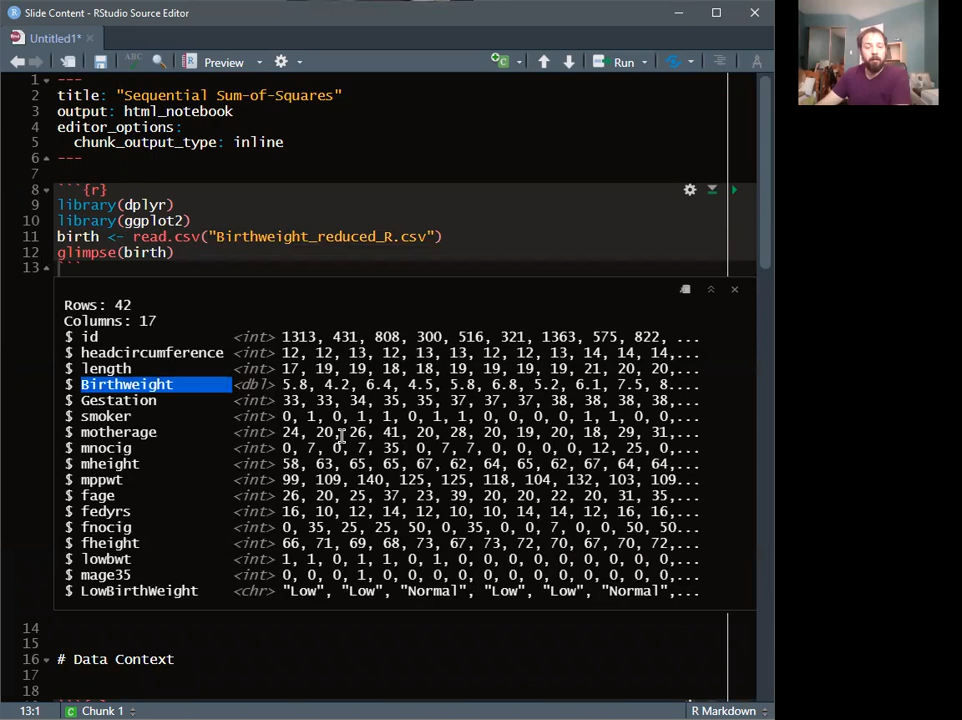 Slide Content - RStudio Source Editor
Untitled1*
ABC
Preview
Run
1 ---
2 title: "Sequential Sum-of-Squares"
3 output: html_notebook
4 editor_options:
5 chunk_output_type: inline
6 ---
7
8 ```{r}
9 library(dplyr)
10 library(ggplot2)
11 birth <- read.csv("Birthweight_reduced_R.csv")
12 glimpse(birth)
13 ```
Rows: 42
Columns: 17
$ id <int> 1313, 431, 808, 300, 516, 321, 1363, 575, 822, ...
$ headcircumference <int> 12, 12, 13, 12, 13, 13, 12, 12, 13, 14, 14, 14,...
$ length <int> 17, 19, 19, 18, 18, 19, 19, 19, 19, 21, 20, 20,...
$ Birthweight <dbl> 5.8, 4.2, 6.4, 4.5, 5.8, 6.8, 5.2, 6.1, 7.5, 8....
$ Gestation <int> 33, 33, 34, 35, 35, 37, 37, 37, 38, 38, 38, 38,...
$ smoker <int> 0, 1, 0, 1, 1, 0, 1, 1, 0, 0, 0, 0, 1, 1, 0, 0,...
$ motherage <int> 24, 20, 26, 41, 20, 28, 20, 19, 20, 18, 29, 31,...
$ mnocig <int> 0, 7, 0, 7, 35, 0, 7, 7, 0, 0, 0, 0, 12, 25, 0,...
$ mheight <int> 58, 63, 65, 65, 67, 62, 64, 65, 62, 67, 64, 64,...
$ mppwt <int> 99, 109, 140, 125, 125, 118, 104, 132, 103, 109...
$ fage <int> 26, 20, 25, 37, 23, 39, 20, 20, 22, 20, 31, 35,...
$ fedyrs <int> 16, 10, 12, 14, 12, 10, 10, 14, 14, 12, 16, 16,...
$ fnocig <int> 0, 35, 25, 25, 50, 0, 35, 0, 0, 7, 0, 0, 50, 50...
$ fheight <int> 66, 71, 69, 68, 73, 67, 73, 72, 70, 67, 70, 72,...
$ lowbwt <int> 1, 1, 0, 1, 1, 0, 1, 0, 0, 0, 0, 0, 0, 0, 0, 0,...
$ mage35 <int> 0, 0, 0, 1, 0, 0, 0, 0, 0, 0, 0, 0, 0, 0, 0, 0,...
$ LowBirthWeight <chr> "Low", "Low", "Normal", "Low", "Low", "Normal",...
14
15
16 # Data Context
17
18
13:1 Chunk 1 R Markdown